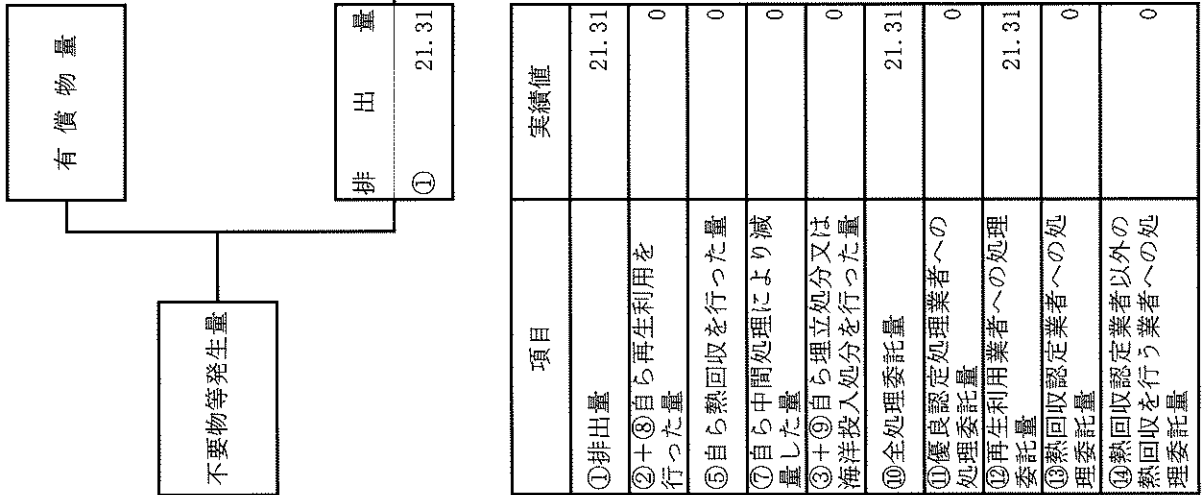 有償物量
不要物等発生量
排出量
① 21.31
項目 実績値
①排出量 21.31
②+⑧自ら再生利用を
行った量 0
⑤自ら熱回収を行った量 0
⑦自ら中間処理により減
量した量 0
③+⑨自ら埋立処分又は
海洋投入処分を行った量 0
⑩全処理委託量 21.31
⑪優良認定処理業者への
処理委託量 0
⑫再生利用業者への処理
委託量 21.31
⑬熱回収認定業者への処
理委託量 0
⑭熱回収認定業者以外の
熱回収を行う業者への処
理委託量 0